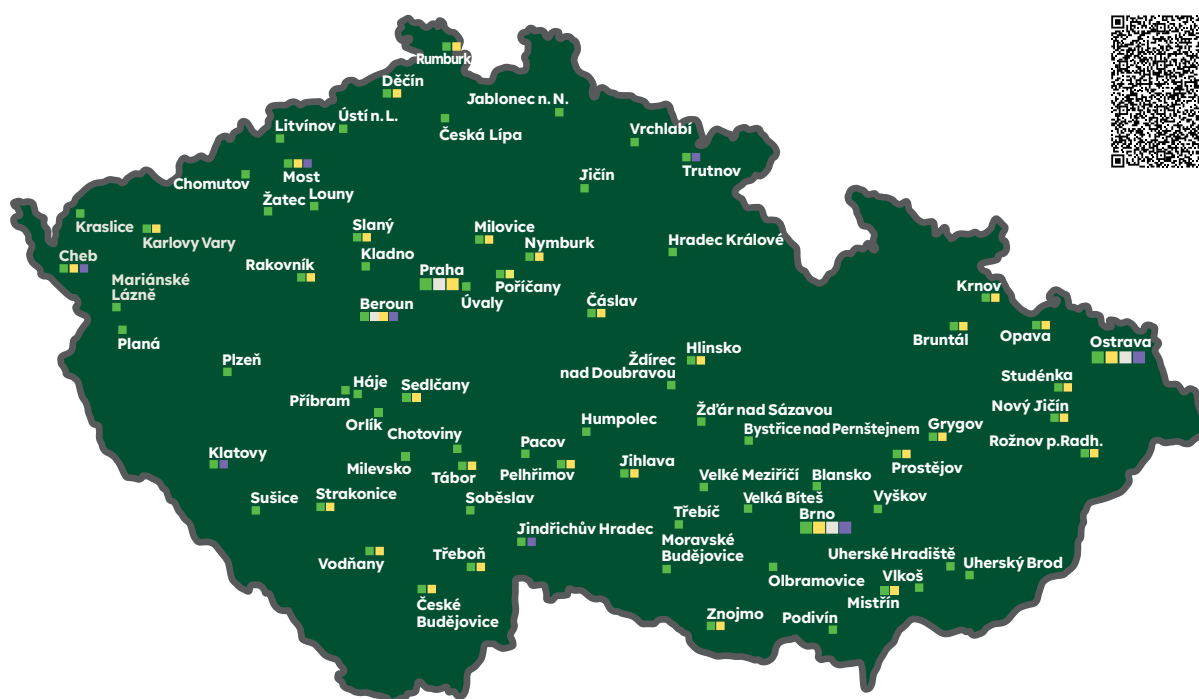 Rumburk
Děčín
Jablonec n. N.
Ústí n. L.
Litvínov
Česká Lípa
Vrchlabí
Most
Trutnov
Chomutov
Jičín
Žatec
Louny
Kraslice
Karlovy Vary
Slaný
Milovice
Nymburk
Hradec Králové
Cheb
Kladno
Rakovník
Praha
Poříčany
Mariánské
Lázně
Úvaly
Krnov
Beroun
Čáslav
Planá
Bruntál
Opava
Ostrava
Hlinsko
Plzeň
Ždírec
nad Doubravou
Studénka
Háje
Sedlčany
Příbram
Nový Jičín
Orlík
Humpolec
Žďár nad Sázavou
Grygov
Bystřice nad Pernštejnem
Chotoviny
Rožnov p.Radh.
Klatovy
Pacov
Milevsko
Jihlava
Prostějov
Tábor
Pelhřimov
Velké Meziříčí
Blansko
Sušice
Strakonice
Soběslav
Velká Bíteš
Vyškov
Třebíč
Brno
Jindřichův Hradec
Moravské
Budějovice
Vodňany
Třeboň
Uherské Hradiště
Uherský Brod
Olbramovice
Vlkoš
Mistřín
České
Budějovice
Znojmo
Podivín